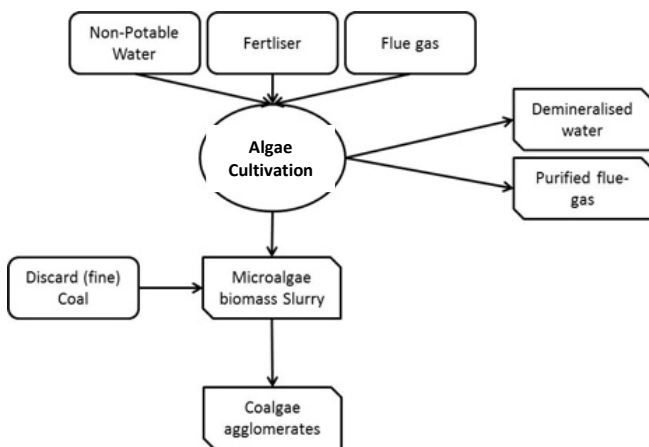 Non-Potable
Water
Fertliser
Flue gas
Algae
Cultivation
Demineralised
water
Purified flue-
gas
Discard (fine)
Coal
Microalgae
biomass Slurry
Coalgae
agglomerates